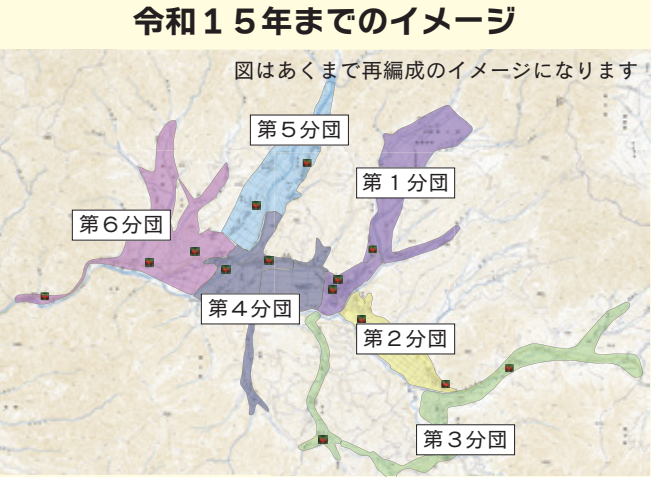 令和１５年までのイメージ
図はあくまで再編成のイメージになります
第５分団
第１分団
第６分団
第４分団
第２分団
第３分団